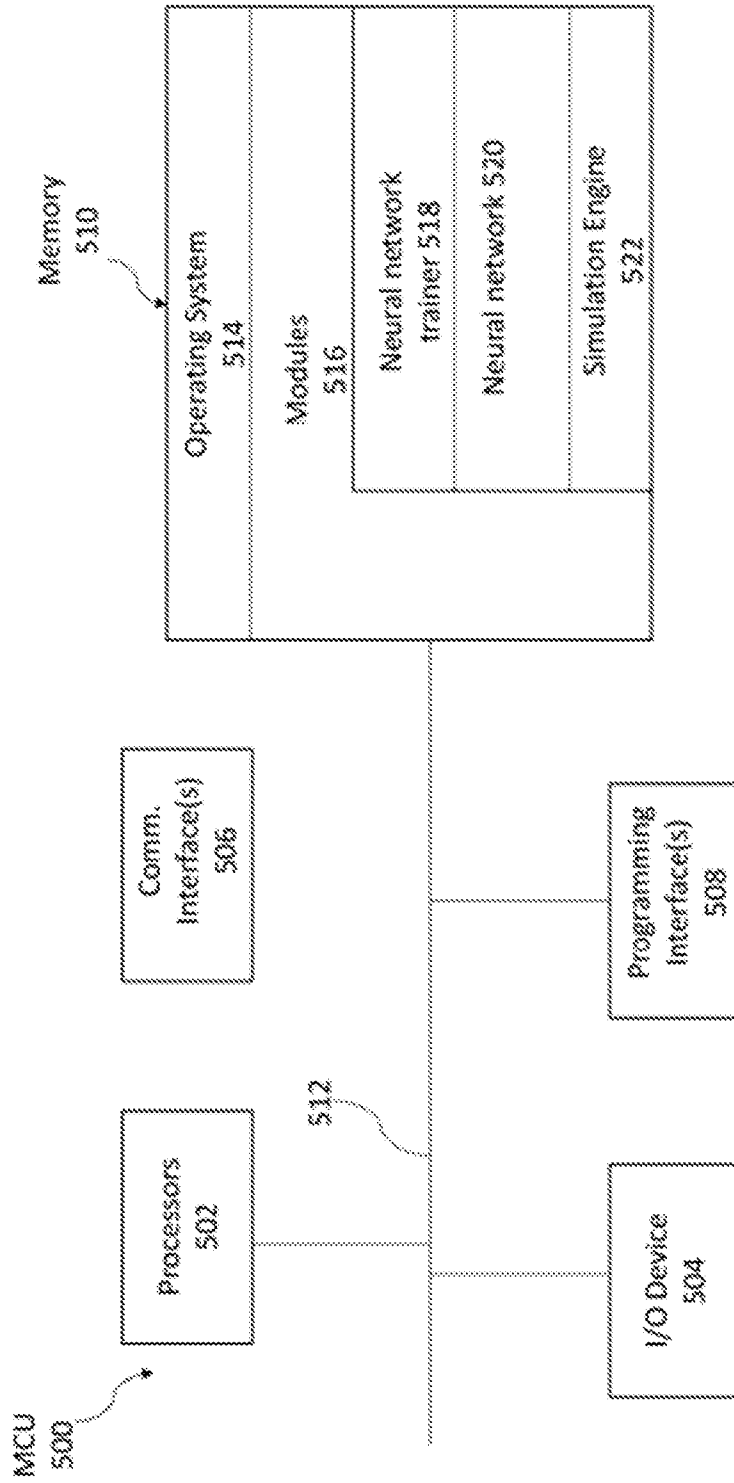 MCU
500
Processors
502
Comm.
Interface(s)
506
Memory
510
Operating System
514
Modules
516
Neural network
trainer 518
Neural network 520
Simulation Engine
522
512
I/O Device
504
Programming
Interface(s)
508